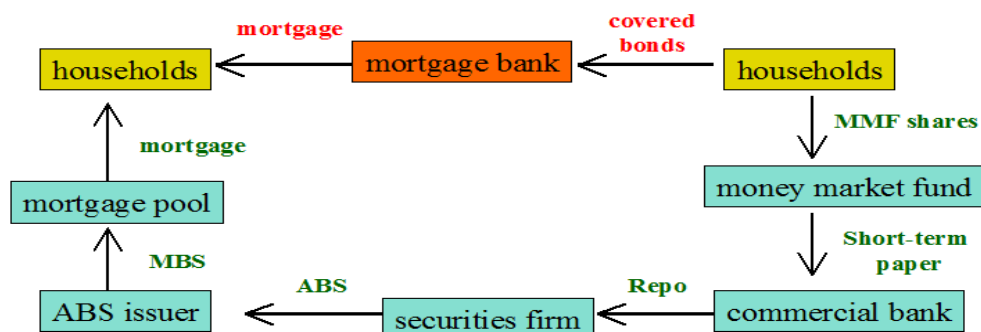 mortgage
covered
bonds
households
mortgage bank
households
MMF shares
mortgage
mortgage pool
money market fund
Short-term
paper
MBS
ABS
Repo
ABS issuer
securities firm
commercial bank